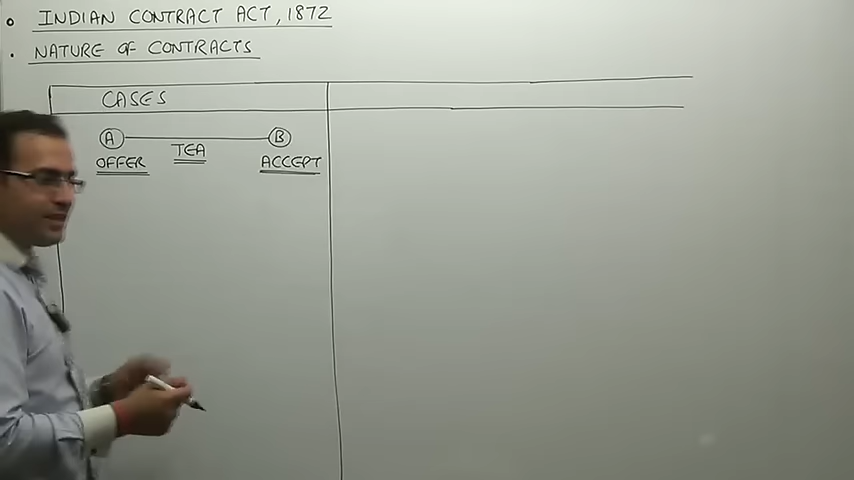 INDIAN CONTRACT ACT, 1872
NATURE OF CONTRACTS
CASES
A B
TEA
OFFER ACCEPT